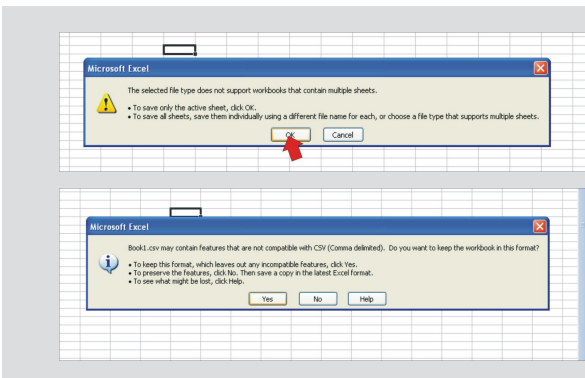 Microsoft Excel
The selected file type does not support workbooks that contain multiple sheets.
• To save only the active sheet, click OK.
• To save all sheets, save them individually using a different file name for each, or choose a file type that supports multiple sheets.
OK Cancel
Microsoft Excel
Book1.csv may contain features that are not compatible with CSV (Comma delimited). Do you want to keep the workbook in this format?
• To keep this format, which leaves out any incompatible features, click Yes.
• To preserve the features, click No. Then save a copy in the latest Excel format.
• To see what might be lost, click Help.
Yes No Help